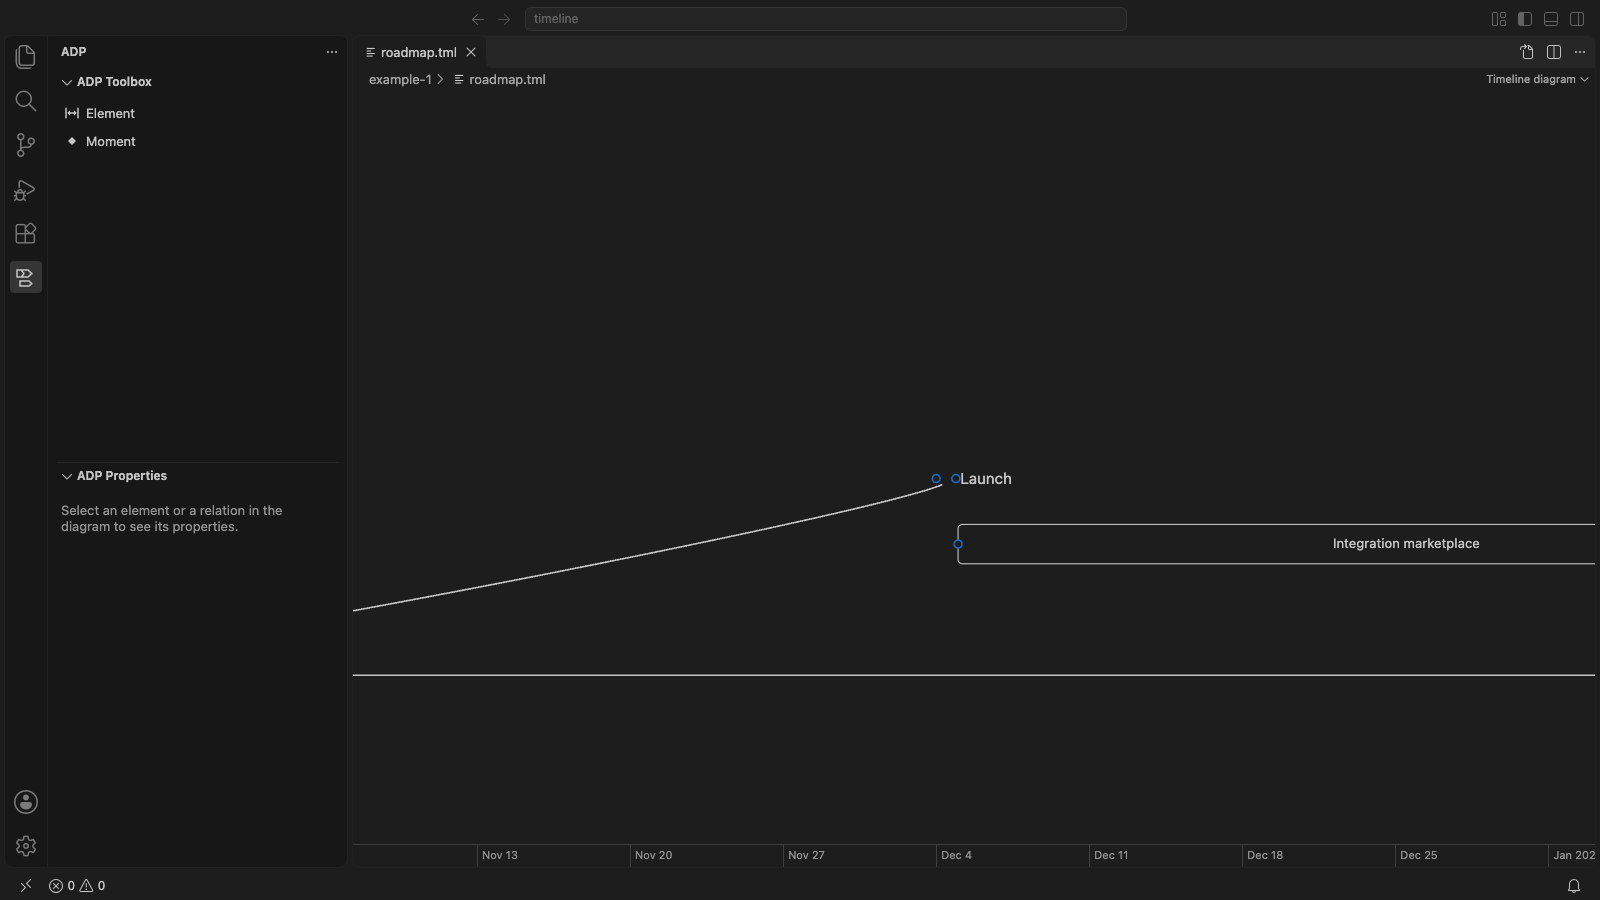 timeline
ADP
ADP Toolbox
Element
Moment
ADP Properties
Select an element or a relation in the
diagram to see its properties.
roadmap.tml
example-1
roadmap.tml
Timeline diagram
Launch
Integration marketplace
Nov 13
Nov 20
Nov 27
Dec 4
Dec 11
Dec 18
Dec 25
Jan 202
0
0